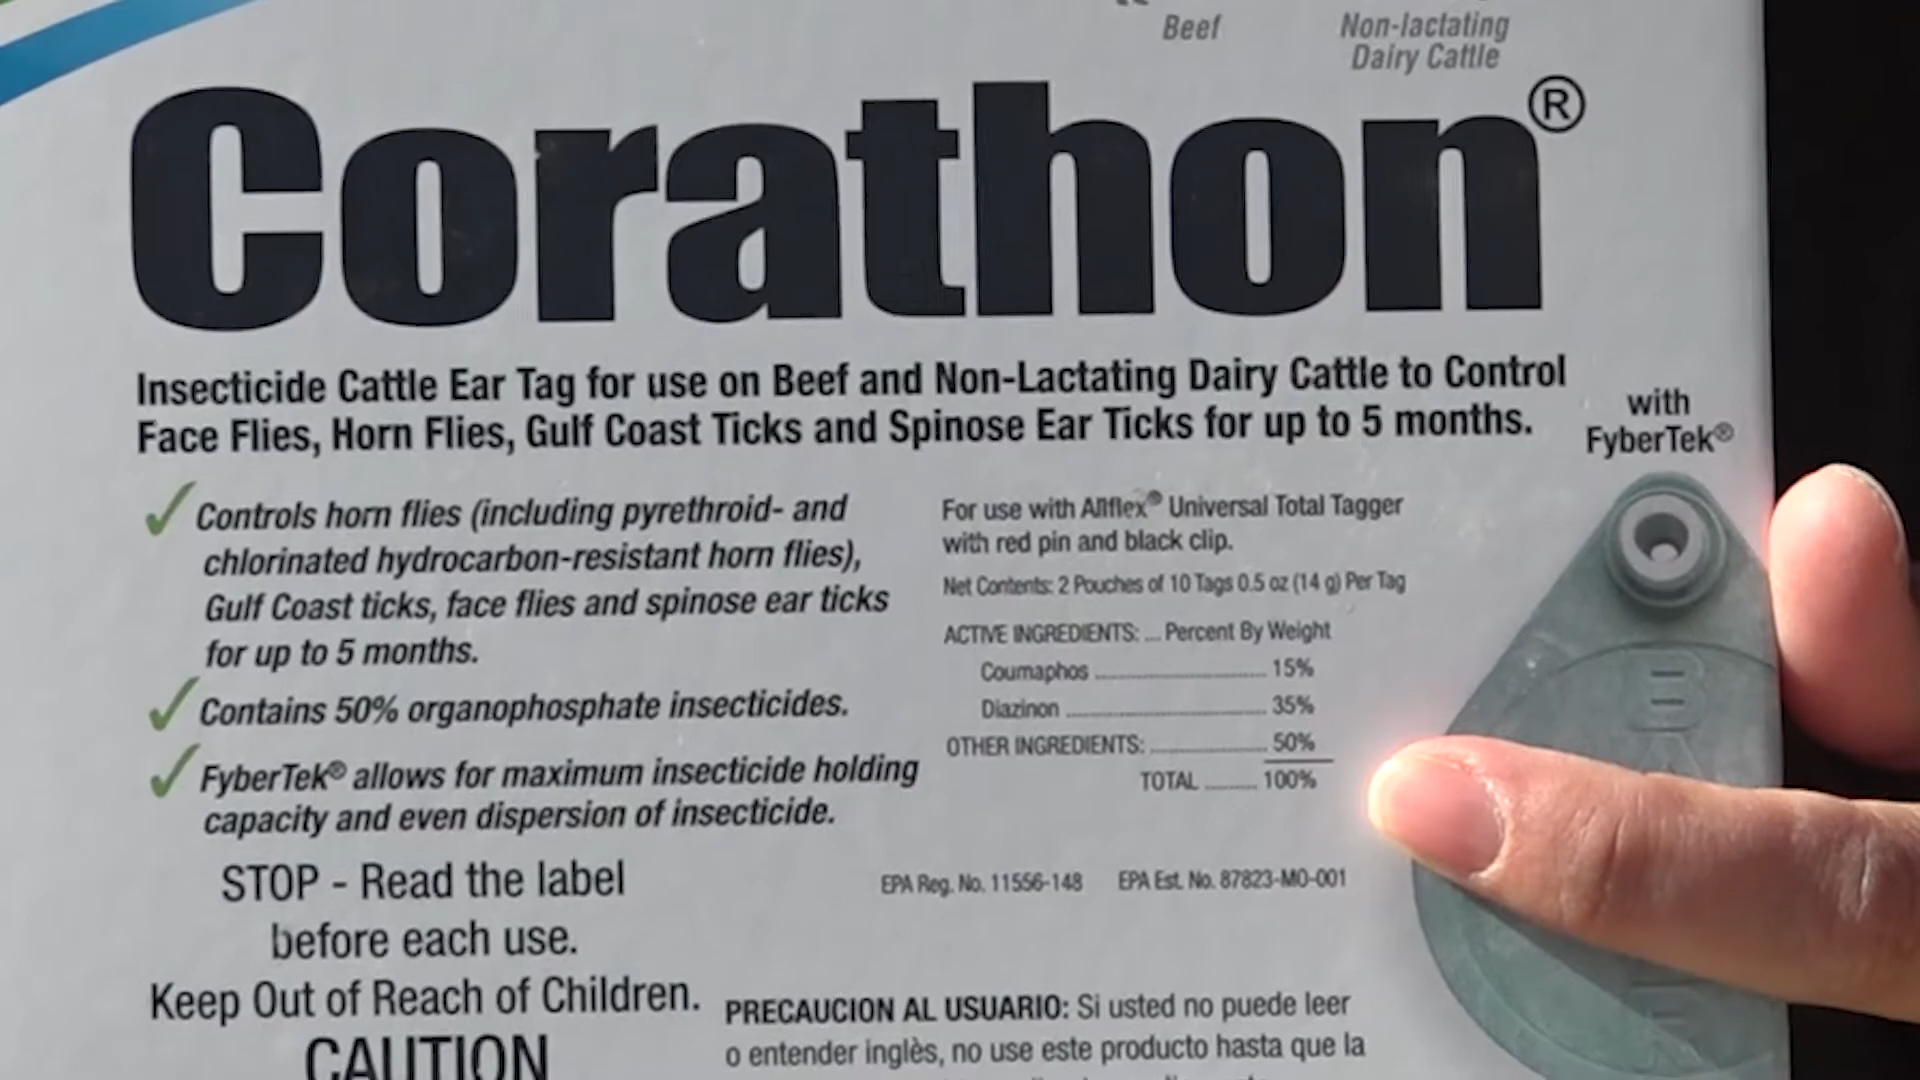 Beef
Non-lactating
Dairy Cattle
Corathon®
Insecticide Cattle Ear Tag for use on Beef and Non-Lactating Dairy Cattle to Control
Face Flies, Horn Flies, Gulf Coast Ticks and Spinose Ear Ticks for up to 5 months.
with
FyberTek®
✓ Controls horn flies (including pyrethroid- and
chlorinated hydrocarbon-resistant horn flies),
Gulf Coast ticks, face flies and spinose ear ticks
for up to 5 months.
✓ Contains 50% organophosphate insecticides.
✓ FyberTek® allows for maximum insecticide holding
capacity and even dispersion of insecticide.
For use with Allflex® Universal Total Tagger
with red pin and black clip.
Net Contents: 2 Pouches of 10 Tags 0.5 oz (14 g) Per Tag
ACTIVE INGREDIENTS: ... Percent By Weight
Coumaphos ........................ 15%
Diazinon ............................ 35%
OTHER INGREDIENTS: ................ 50%
TOTAL ........ 100%
EPA Reg. No. 11556-148 EPA Est. No. 87823-MO-001
STOP - Read the label
before each use.
Keep Out of Reach of Children.
CAUTION
PRECAUCION AL USUARIO: Si usted no puede leer
o entender inglès, no use este producto hasta que la